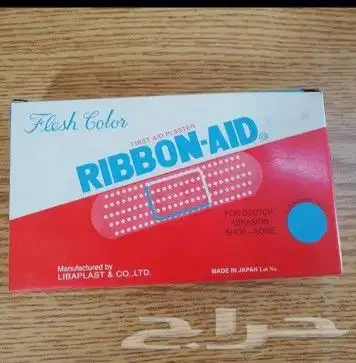 Flesh Color
FIRST AID PLASTER
RIBBON-AID®
FOR SCOTCH
ABRASION
SHOE-SORE
Manufactured by
LIBAPLAST & CO., LTD.
MADE IN JAPAN Lot No.
حراج